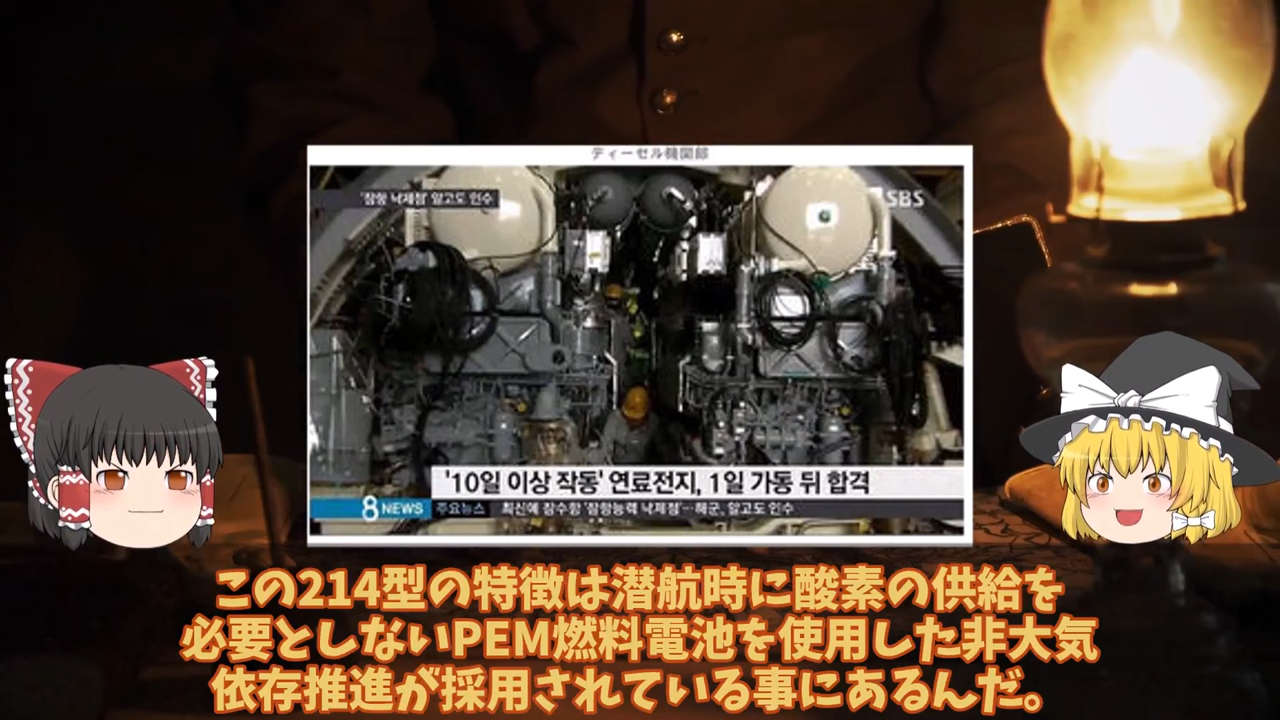 ディーゼル機関部
'잠항 낙제점' 알고도 인수
SBS
'10일 이상 작동' 연료전지, 1일 가동 뒤 합격
8 NEWS 주요뉴스 최신예 잠수함 '잠항능력 낙제점'…해군, 알고도 인수
この214型の特徴は潜航時に酸素の供給を
必要としないPEM燃料電池を使用した非大気
依存推進が採用されている事にあるんだ。